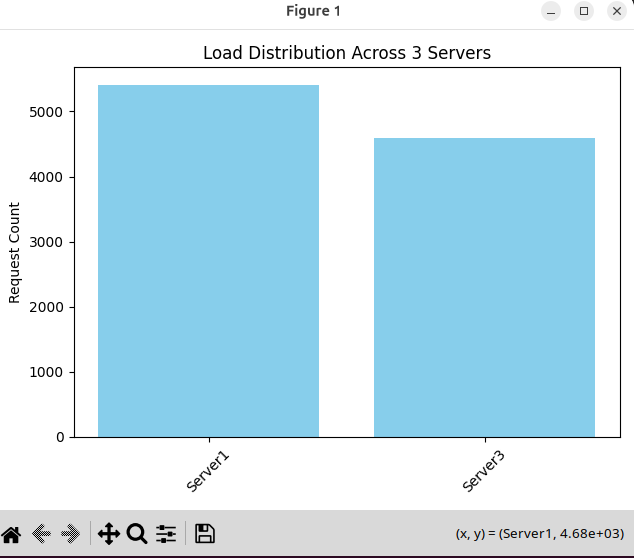 Figure 1
Load Distribution Across 3 Servers
Request Count
5000
4000
3000
2000
1000
0
Server1
Server3
(x, y) = (Server1, 4.68e+03)